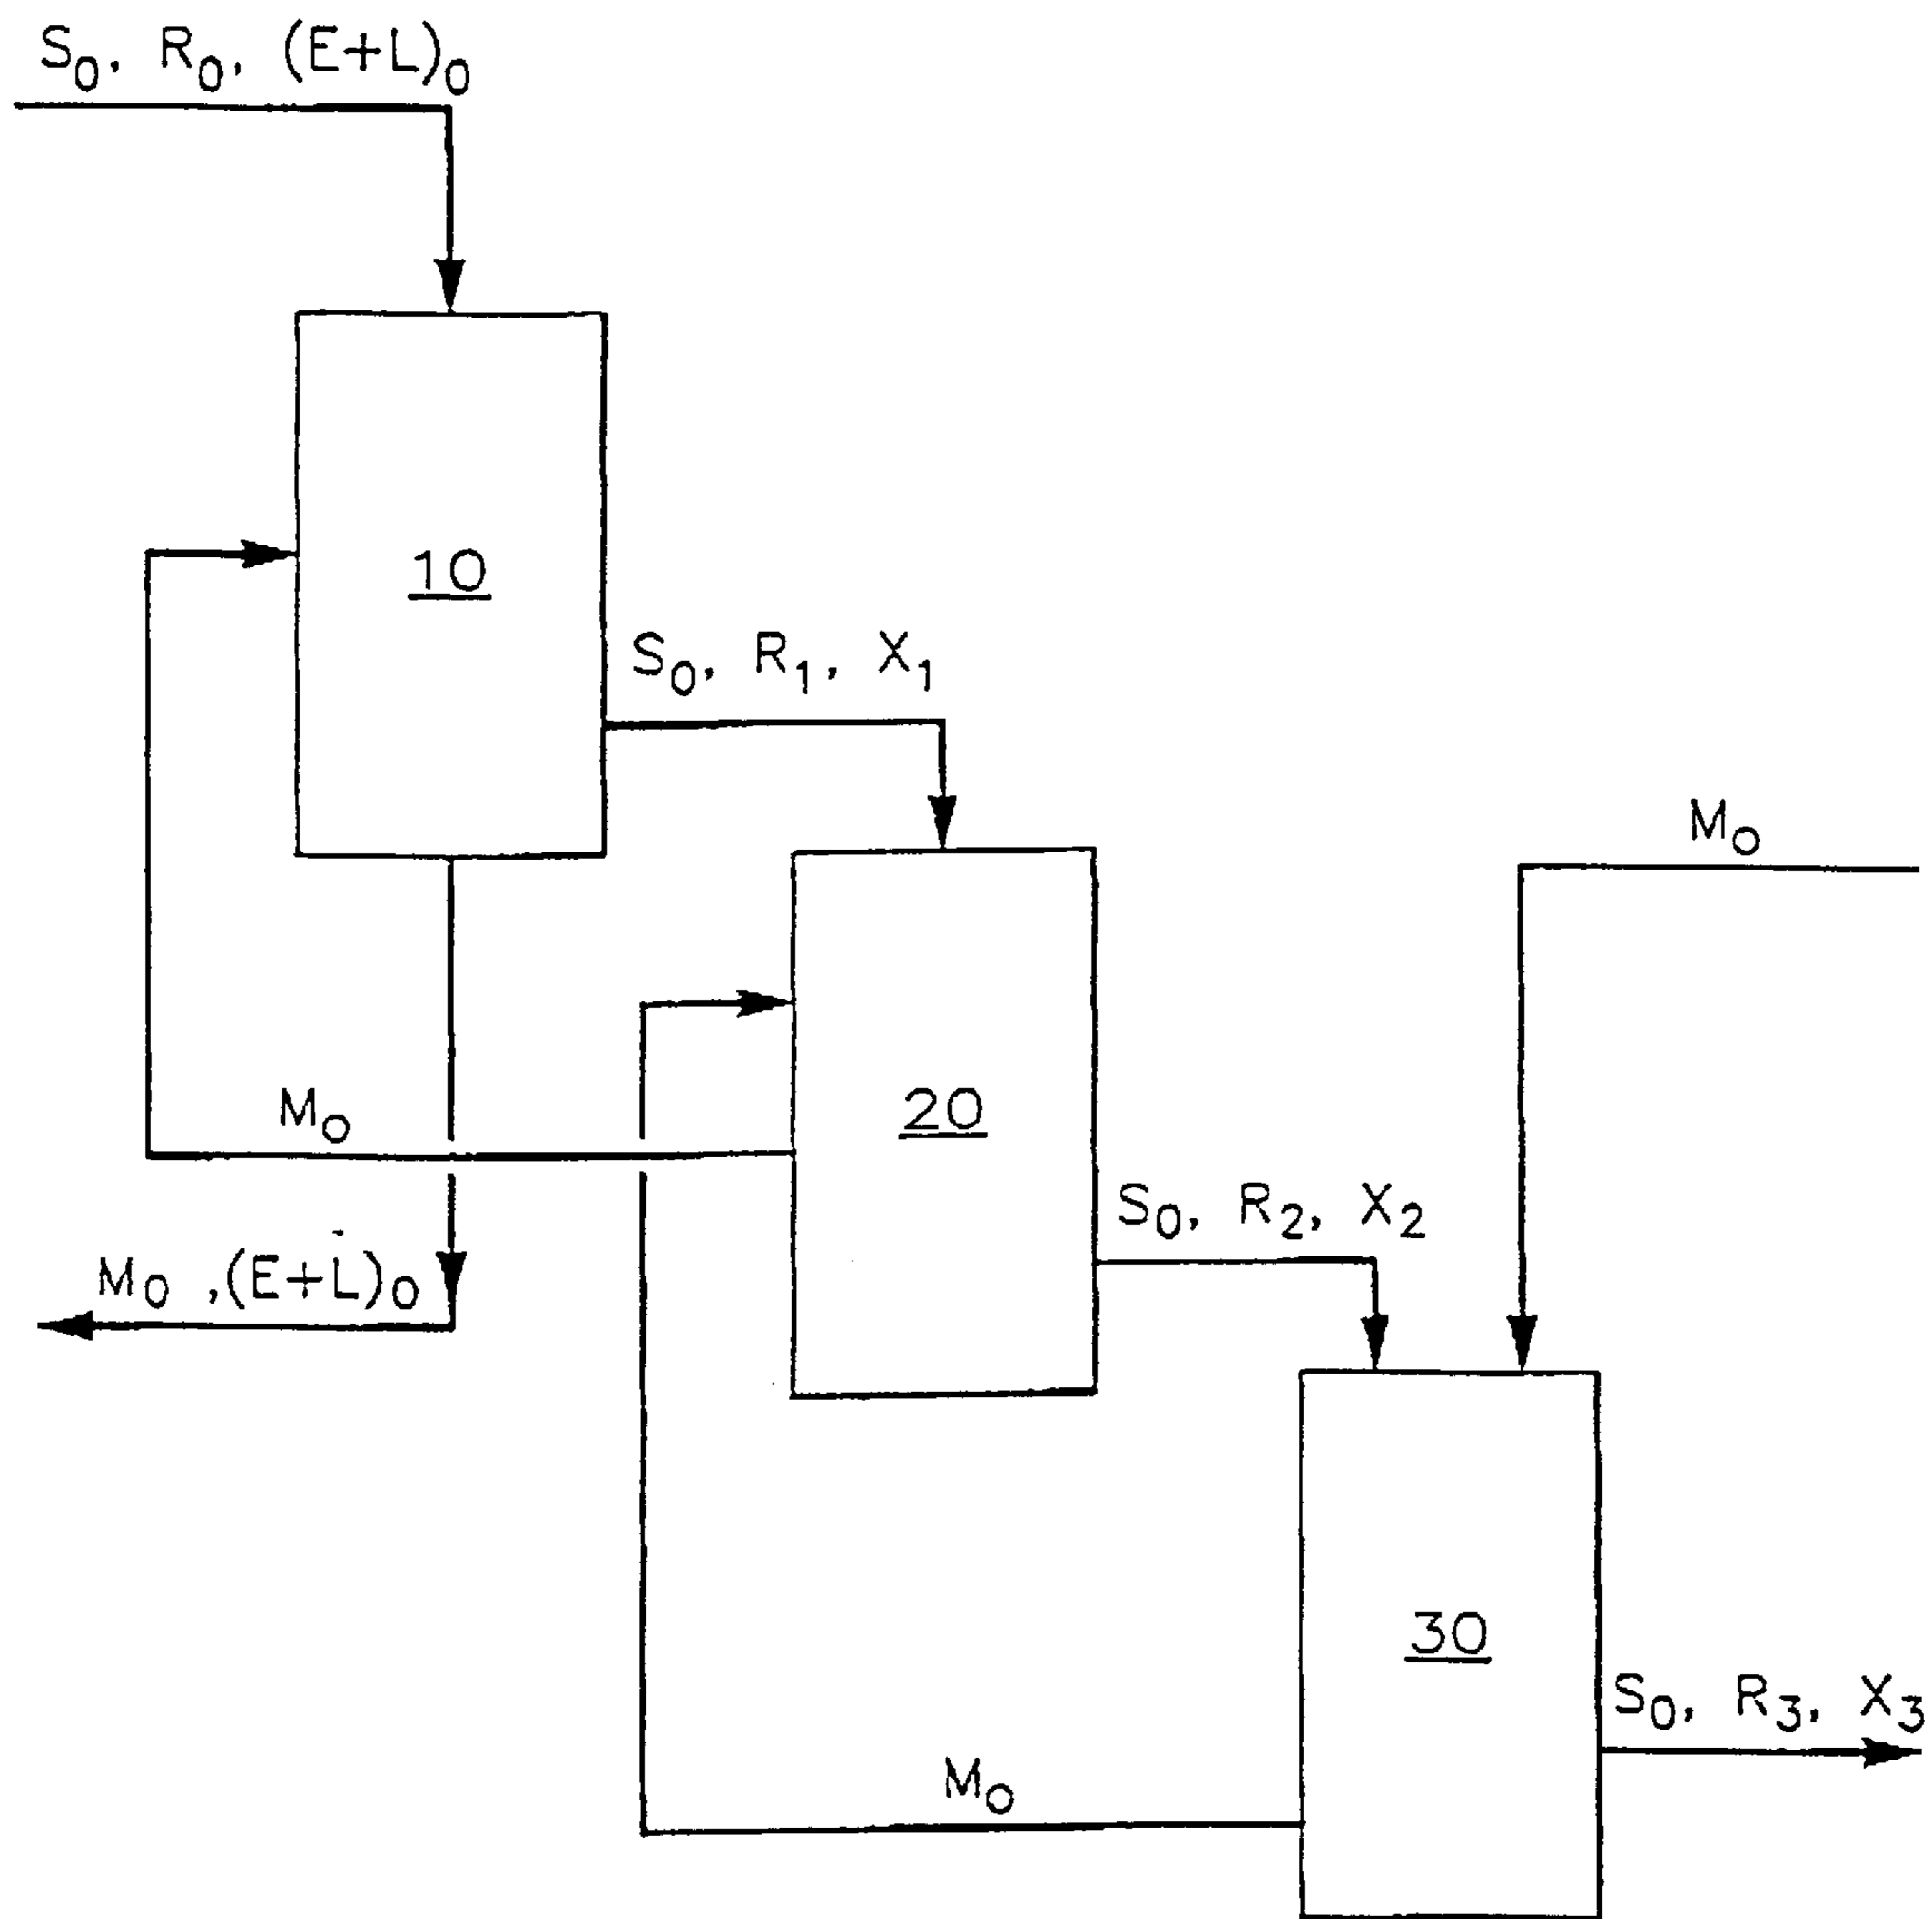 S₀, R₀, (E+L)₀
10
S₀, R₁, X₁
M₀
M₀
20
S₀, R₂, X₂
M₀ ,(E+L)₀
30
S₀, R₃, X₃
M₀